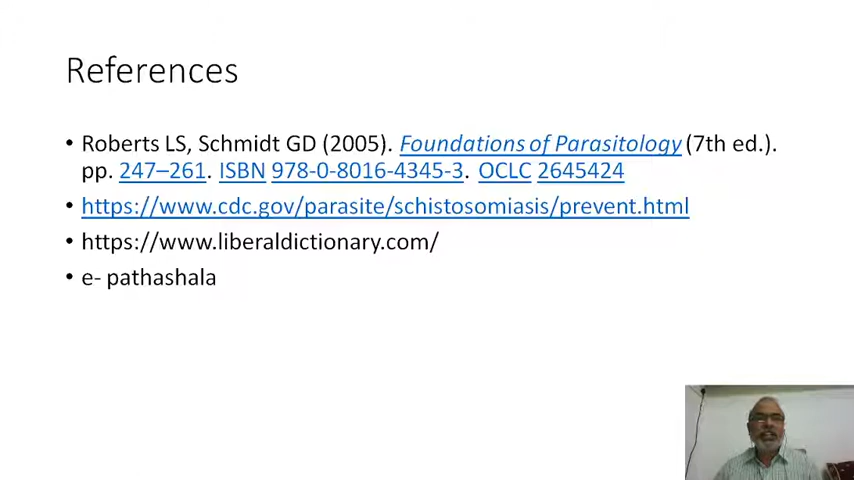 References
• Roberts LS, Schmidt GD (2005). Foundations of Parasitology (7th ed.).
pp. 247–261. ISBN 978-0-8016-4345-3. OCLC 2645424
• https://www.cdc.gov/parasite/schistosomiasis/prevent.html
• https://www.liberaldictionary.com/
• e- pathashala